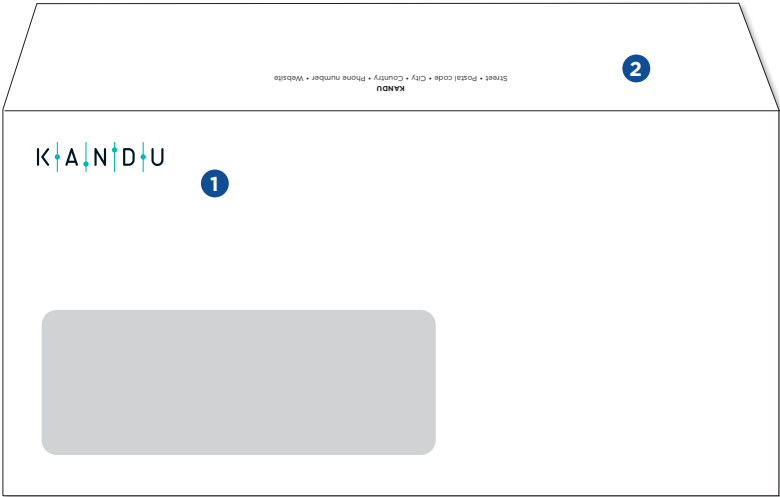 Street • Postal code • City • Country • Phone number • Website
KANDU
2
KANDU
1